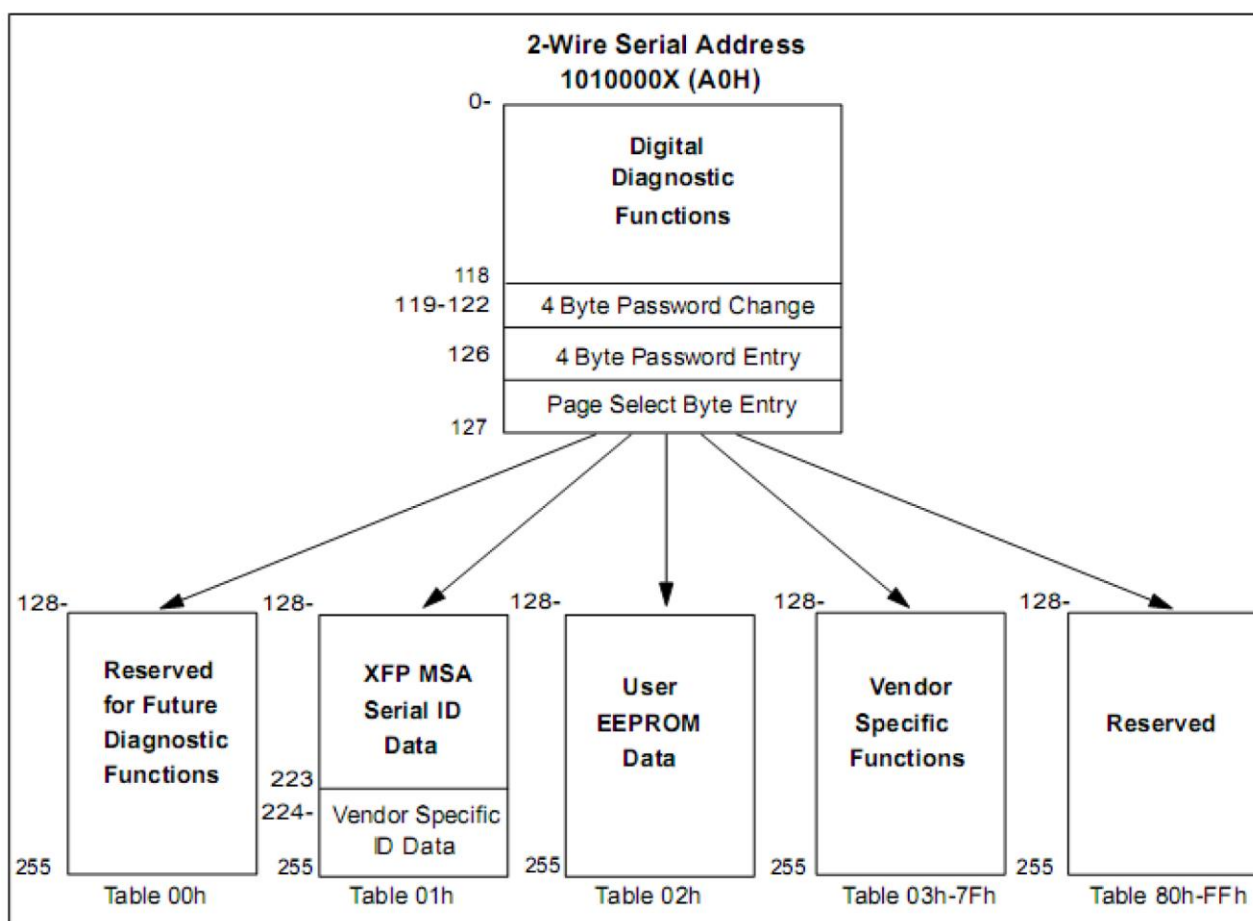 2-Wire Serial Address
1010000X (A0H)
0-
Digital
Diagnostic
Functions
118
119-122
4 Byte Password Change
126
4 Byte Password Entry
Page Select Byte Entry
127
128-
Reserved
for Future
Diagnostic
Functions
255
Table 00h
128-
XFP MSA
Serial ID
Data
223
224-
Vendor Specific
ID Data
255
Table 01h
128-
User
EEPROM
Data
255
Table 02h
128-
Vendor
Specific
Functions
255
Table 03h-7Fh
128-
Reserved
255
Table 80h-FFh